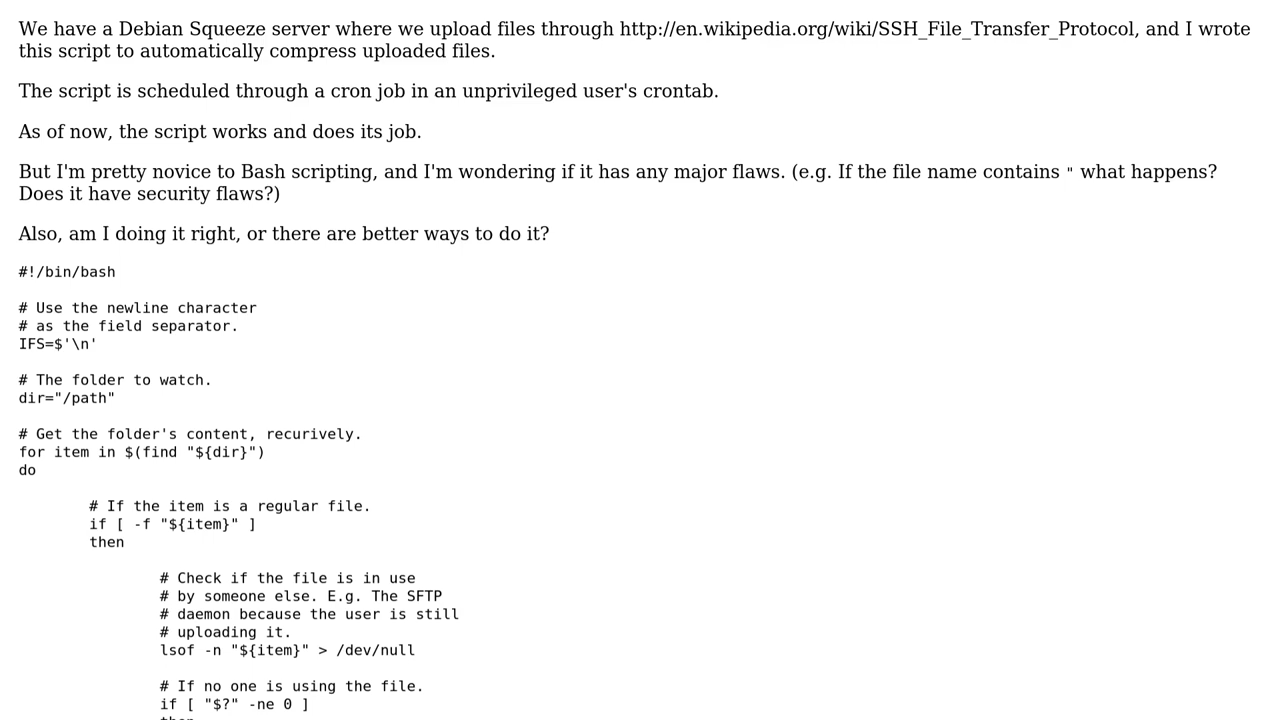 We have a Debian Squeeze server where we upload files through http://en.wikipedia.org/wiki/SSH_File_Transfer_Protocol, and I wrote
this script to automatically compress uploaded files.
The script is scheduled through a cron job in an unprivileged user's crontab.
As of now, the script works and does its job.
But I'm pretty novice to Bash scripting, and I'm wondering if it has any major flaws. (e.g. If the file name contains " what happens?
Does it have security flaws?)
Also, am I doing it right, or there are better ways to do it?
#!/bin/bash
# Use the newline character
# as the field separator.
IFS=$'\n'
# The folder to watch.
dir="/path"
# Get the folder's content, recurively.
for item in $(find "${dir}")
do
# If the item is a regular file.
if [ -f "${item}" ]
then
# Check if the file is in use
# by someone else. E.g. The SFTP
# daemon because the user is still
# uploading it.
lsof -n "${item}" > /dev/null
# If no one is using the file.
if [ "$?" -ne 0 ]
then